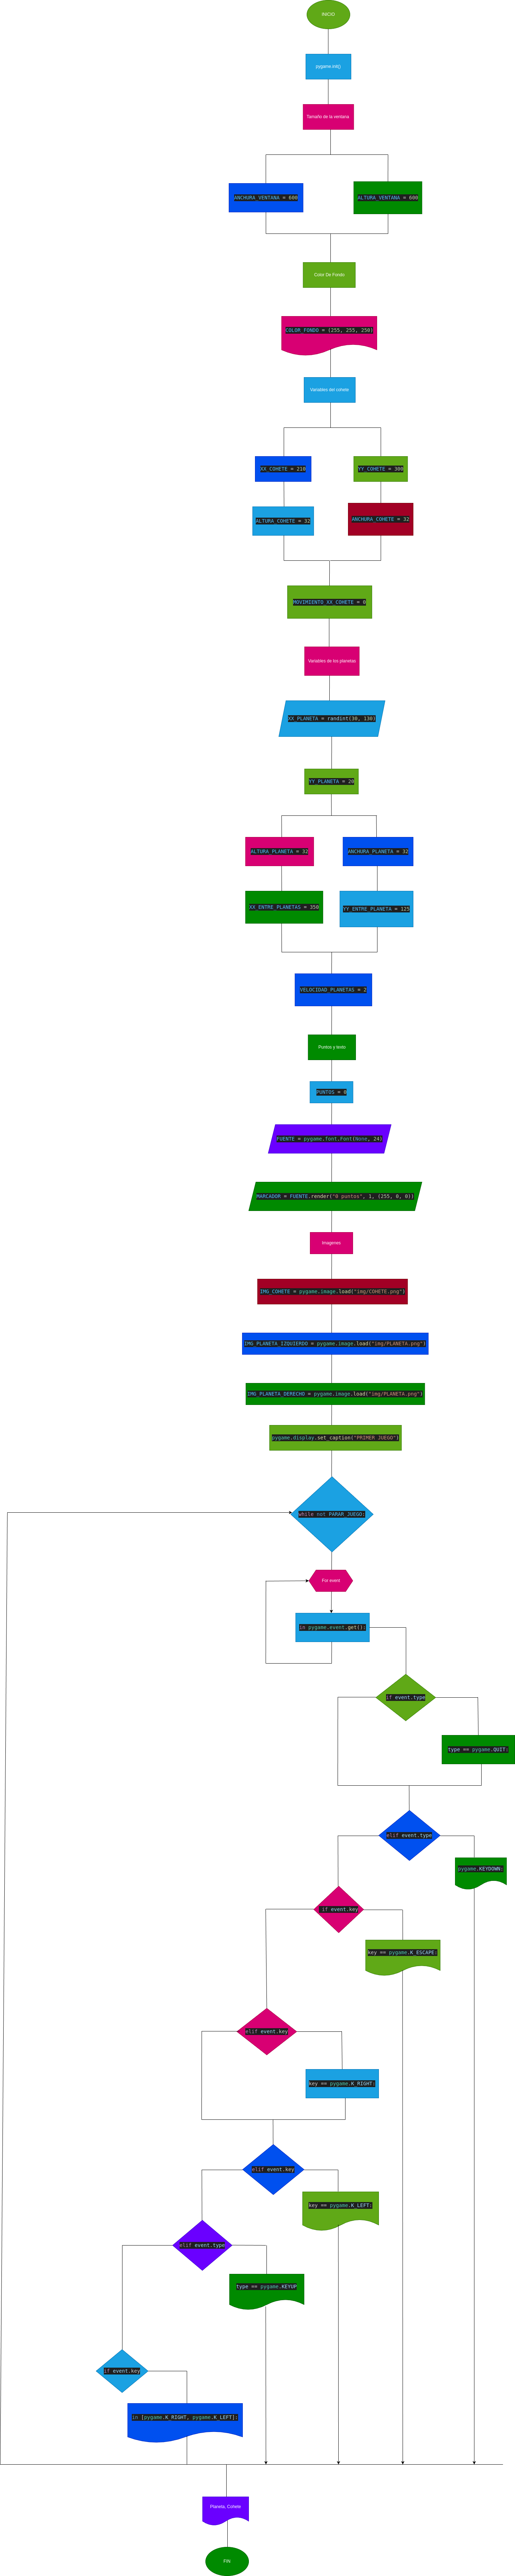 INICIO
pygame.init()
Tamaño de la ventana
ANCHURA_VENTANA = 600
ALTURA_VENTANA = 600
Color De Fondo
COLOR_FONDO = (255, 255, 250)
Variables del cohete
XX_COHETE = 210
YY_COHETE = 300
ALTURA_COHETE = 32
ANCHURA_COHETE = 32
MOVIMIENTO_XX_COHETE = 0
Variables de los planetas
XX_PLANETA = randint(30, 130)
YY_PLANETA = 20
ALTURA_PLANETA = 32
ANCHURA_PLANETA = 32
XX_ENTRE_PLANETAS = 350
YY_ENTRE_PLANETA = 125
VELOCIDAD_PLANETAS = 2
Puntos y texto
PUNTOS = 0
FUENTE = pygame.font.Font(None, 24)
MARCADOR = FUENTE.render("0 puntos", 1, (255, 0, 0))
Imagenes
IMG_COHETE = pygame.image.load("img/COHETE.png")
IMG_PLANETA_IZQUIERDO = pygame.image.load("img/PLANETA.png")
IMG_PLANETA_DERECHO = pygame.image.load("img/PLANETA.png")
pygame.display.set_caption("PRIMER JUEGO")
while not PARAR_JUEGO:
For event
in pygame.event.get():
if event.type
type == pygame.QUIT:
elif event.type
pygame.KEYDOWN:
if event.key
key == pygame.K_ESCAPE:
elif event.key
key == pygame.K_RIGHT:
elif event.key
key == pygame.K_LEFT:
elif event.type
type == pygame.KEYUP
if event.key
in [pygame.K_RIGHT, pygame.K_LEFT]:
Planeta, Cohete
FIN